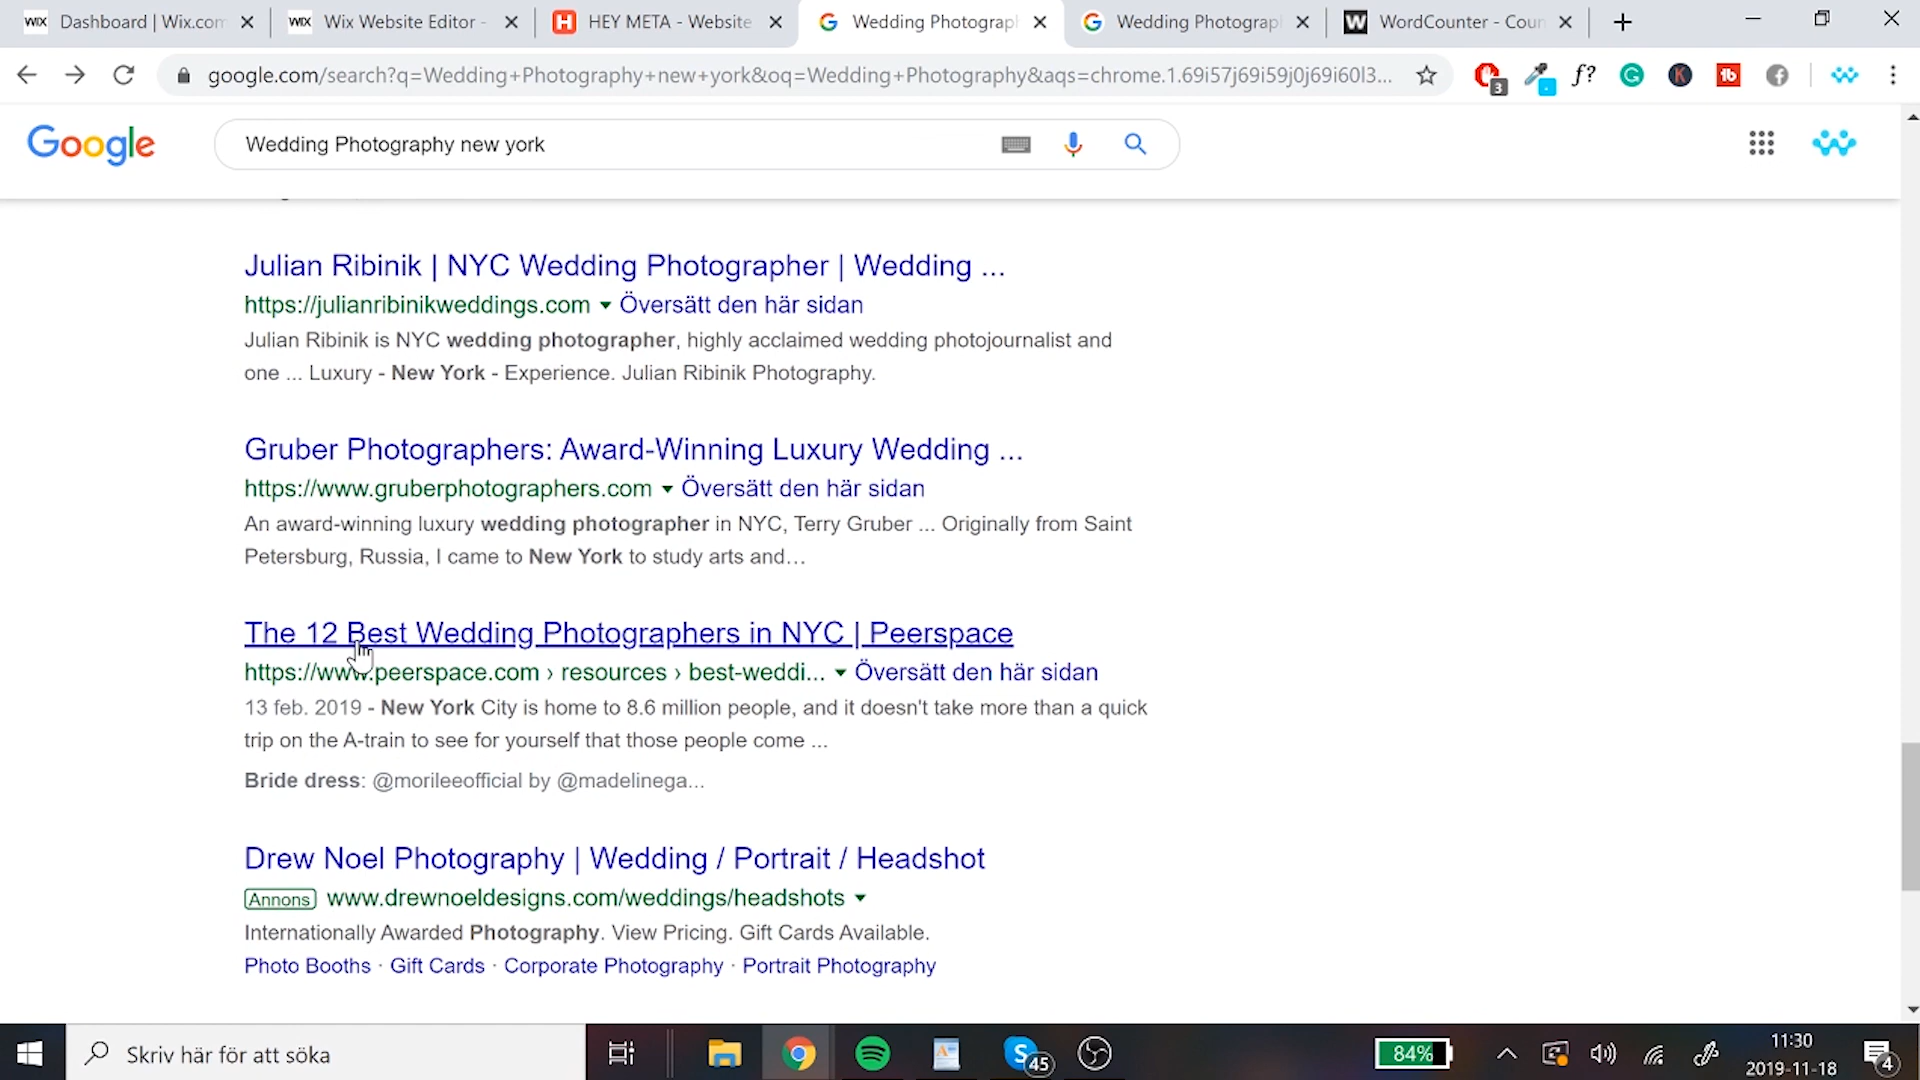 WIX Dashboard | Wix.com
WIX Wix Website Editor -
H HEY META - Website
G Wedding Photograph
G Wedding Photograp
W WordCounter - Coun
google.com/search?q=Wedding+Photography+new+york&oq=Wedding+Photography&aqs=chrome.1.69i57j69i59j0j69i60l3...
3
f?
K
Google
Wedding Photography new york
Julian Ribinik | NYC Wedding Photographer | Wedding ...
https://julianribinikweddings.com Översätt den här sidan
Julian Ribinik is NYC wedding photographer, highly acclaimed wedding photojournalist and
one ... Luxury - New York - Experience. Julian Ribinik Photography.
Gruber Photographers: Award-Winning Luxury Wedding ...
https://www.gruberphotographers.com Översätt den här sidan
An award-winning luxury wedding photographer in NYC, Terry Gruber ... Originally from Saint
Petersburg, Russia, I came to New York to study arts and...
The 12 Best Wedding Photographers in NYC | Peerspace
https://www.peerspace.com › resources › best-weddi... Översätt den här sidan
13 feb. 2019 - New York City is home to 8.6 million people, and it doesn't take more than a quick
trip on the A-train to see for yourself that those people come ...
Bride dress: @morileeofficial by @madelinega...
Drew Noel Photography | Wedding / Portrait / Headshot
Annons www.drewnoeldesigns.com/weddings/headshots
Internationally Awarded Photography. View Pricing. Gift Cards Available.
Photo Booths · Gift Cards · Corporate Photography · Portrait Photography
Skriv här för att söka
S 45
84%
11:30
2019-11-18
4